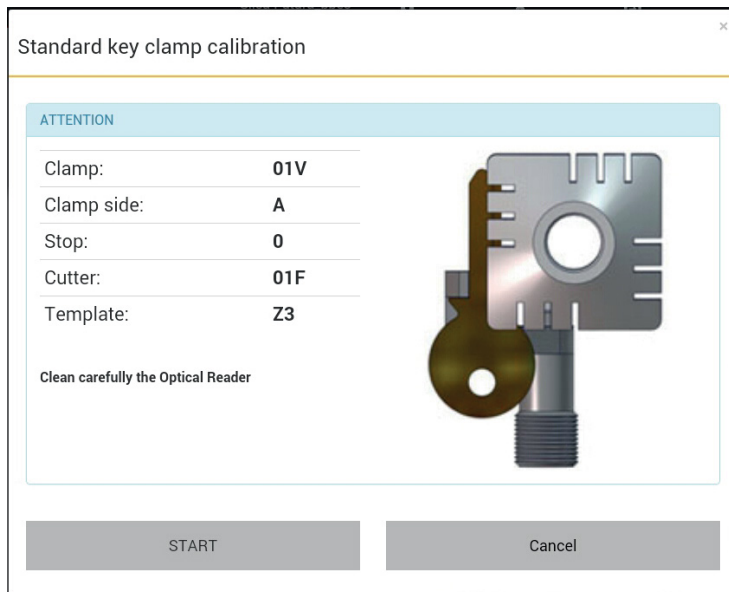 ×
Standard key clamp calibration
ATTENTION
Clamp: 01V
Clamp side: A
Stop: 0
Cutter: 01F
Template: Z3
Clean carefully the Optical Reader
START Cancel